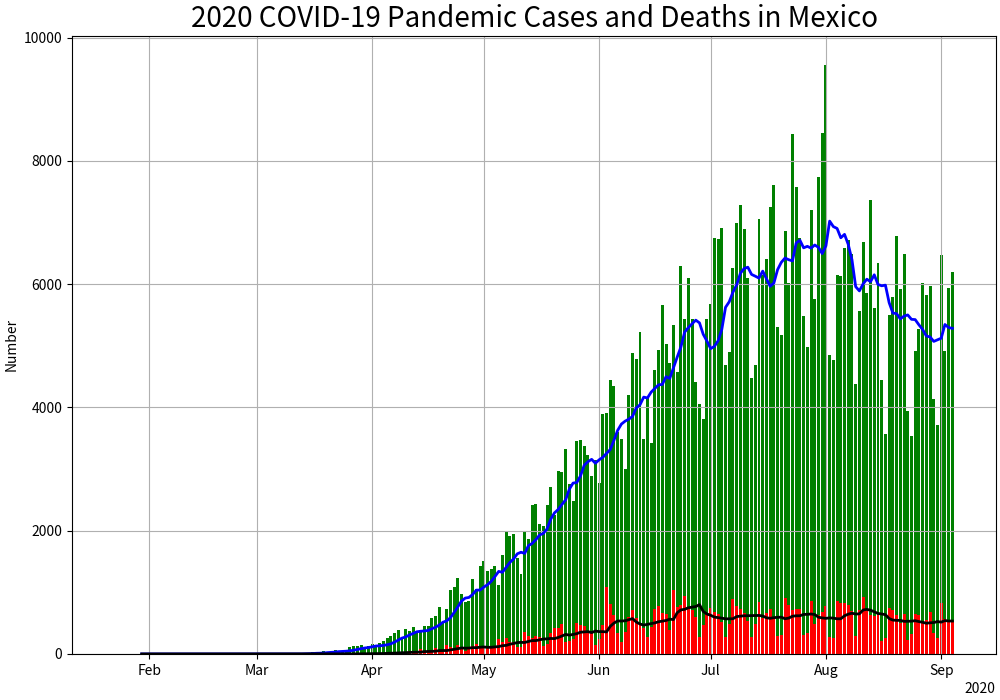 2020 COVID-19 Pandemic Cases and Deaths in Mexico
10000
8000
6000
4000
2000
0
Number
Feb
Mar
Apr
May
Jun
Jul
Aug
Sep
2020